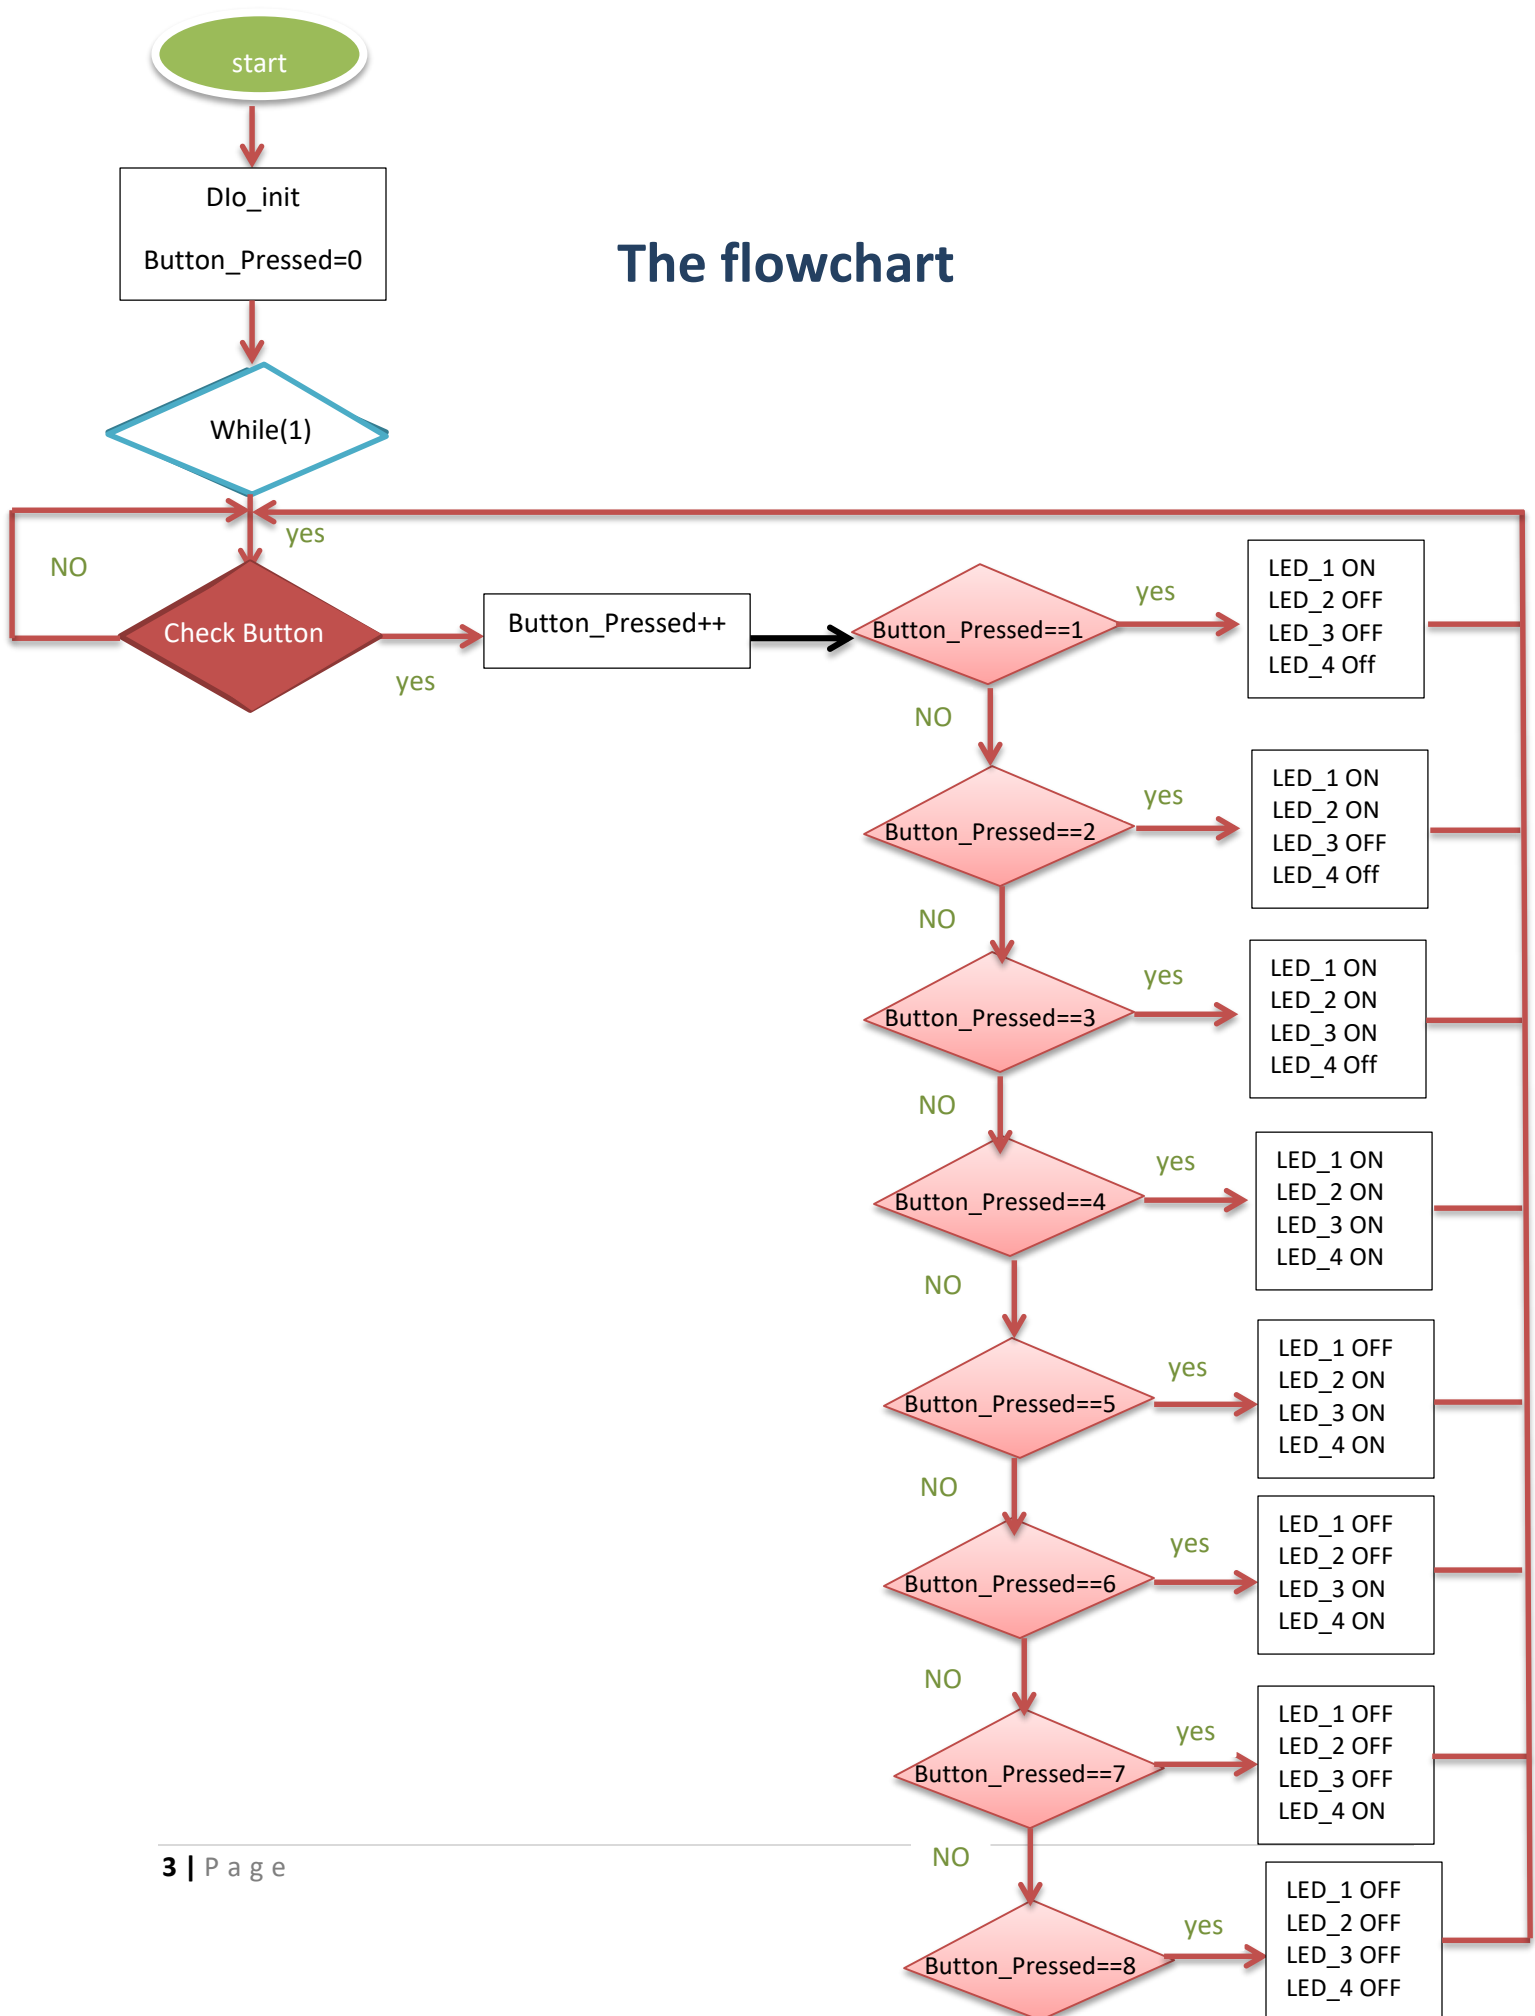 start
DIo_init
Button_Pressed=0
The flowchart
While(1)
yes
NO
Check Button
yes
Button_Pressed++
Button_Pressed==1
yes
LED_1 ON
LED_2 OFF
LED_3 OFF
LED_4 Off
NO
Button_Pressed==2
yes
LED_1 ON
LED_2 ON
LED_3 OFF
LED_4 Off
NO
Button_Pressed==3
yes
LED_1 ON
LED_2 ON
LED_3 ON
LED_4 Off
NO
Button_Pressed==4
yes
LED_1 ON
LED_2 ON
LED_3 ON
LED_4 ON
NO
Button_Pressed==5
yes
LED_1 OFF
LED_2 ON
LED_3 ON
LED_4 ON
NO
Button_Pressed==6
yes
LED_1 OFF
LED_2 OFF
LED_3 ON
LED_4 ON
NO
Button_Pressed==7
yes
LED_1 OFF
LED_2 OFF
LED_3 OFF
LED_4 ON
NO
Button_Pressed==8
yes
LED_1 OFF
LED_2 OFF
LED_3 OFF
LED_4 OFF
3 | Page